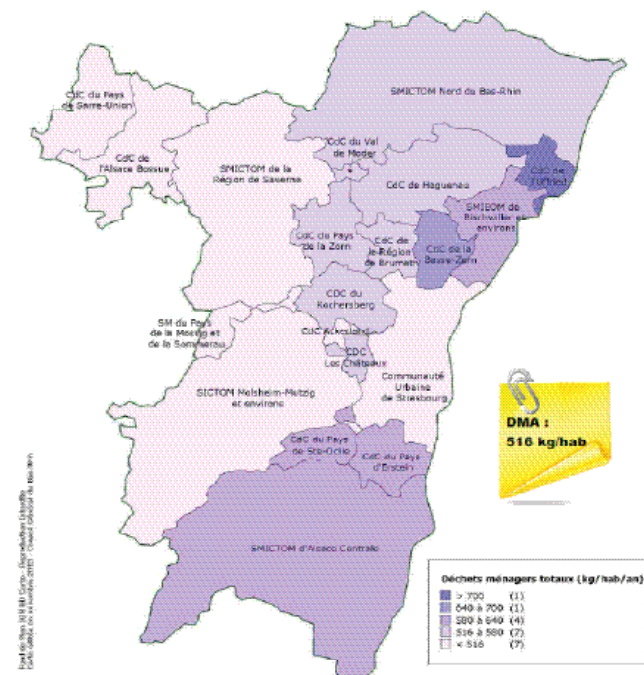 CdC du Pays
de Sarre-Union
CdC de
l'Alsace Bossue
SMICTOM de la
Région de Saverne
SMICTOM Nord du Bas-Rhin
CdC du Val
de Moder
CdC de Haguenau
CdC de
l'Uffried
SMIEOM de
Bischwiller et
environs
CdC du Pays
de la Zorn
CdC de
la Région
de Brumath
CdC de la
Basse-Zorn
CDC du
Kochersberg
SM du Pays
de la Mossig et
de la Sommerau
CdC Ackerland
CDC
Les Châteaux
SICTOM Molsheim-Mutzig
et environs
Communauté
Urbaine
de Strasbourg
CdC du Pays
de Ste-Odile
CdC du Pays
d'Erstein
SMICTOM d'Alsace Centrale
DMA :
516 kg/hab
Déchets ménagers totaux (kg/hab/an)
> 700 (1)
640 à 700 (1)
580 à 640 (4)
516 à 580 (7)
< 516 (7)